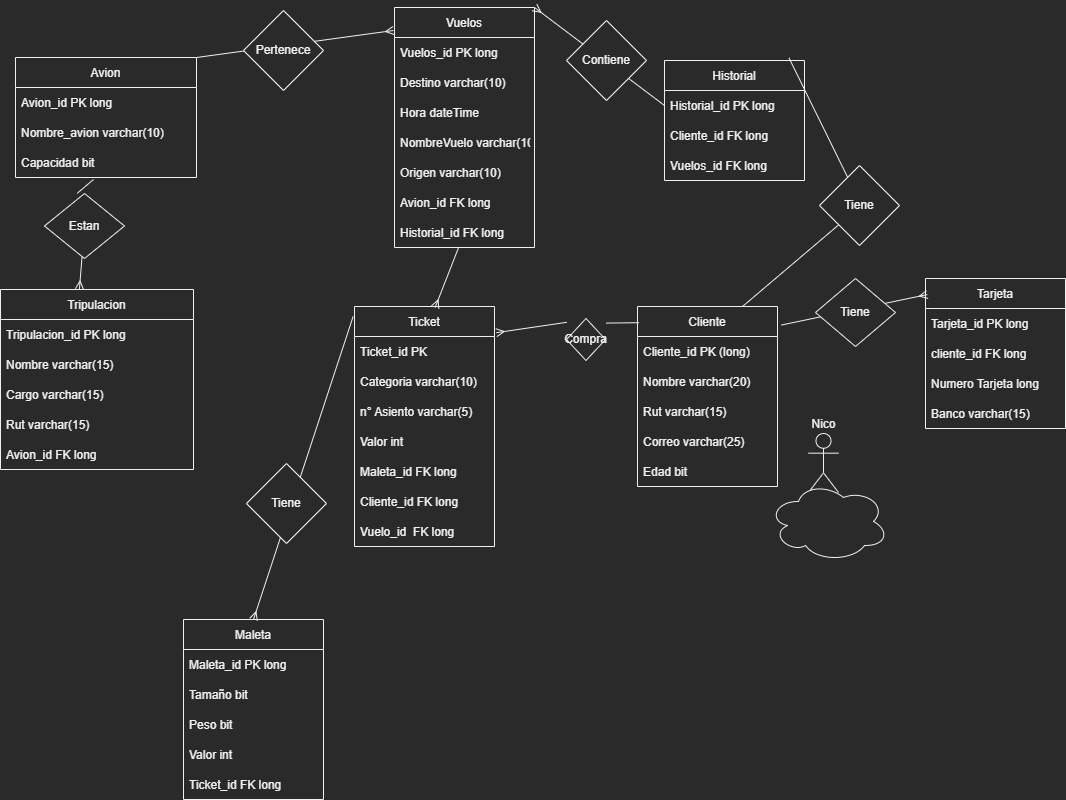 Avion
Avion_id PK long
Nombre_avion varchar(10)
Capacidad bit
Pertenece
Vuelos
Vuelos_id PK long
Destino varchar(10)
Hora dateTime
NombreVuelo varchar(10
Origen varchar(10)
Avion_id FK long
Historial_id FK long
Contiene
Historial
Historial_id PK long
Cliente_id FK long
Vuelos_id FK long
Tiene
Estan
Tripulacion
Tripulacion_id PK long
Nombre varchar(15)
Cargo varchar(15)
Rut varchar(15)
Avion_id FK long
Ticket
Ticket_id PK
Categoria varchar(10)
n° Asiento varchar(5)
Valor int
Maleta_id FK long
Cliente_id FK long
Vuelo_id  FK long
Compra
Cliente
Cliente_id PK (long)
Nombre varchar(20)
Rut varchar(15)
Correo varchar(25)
Edad bit
Tiene
Tarjeta
Tarjeta_id PK long
cliente_id FK long
Numero Tarjeta long
Banco varchar(15)
Nico
Tiene
Maleta
Maleta_id PK long
Tamaño bit
Peso bit
Valor int
Ticket_id FK long